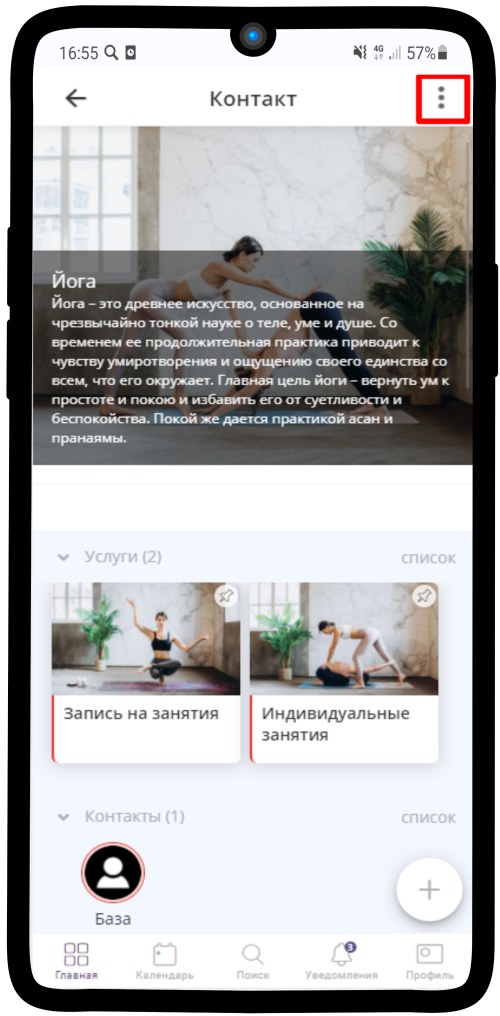 16:55 4G 57%
Контакт
Йога
Йога – это древнее искусство, основанное на
чрезвычайно тонкой науке о теле, уме и душе. Со
временем ее продолжительная практика приводит к
чувству умиротворения и ощущению своего единства со
всем, что его окружает. Главная цель йоги – вернуть ум к
простоте и покою и избавить его от суетливости и
беспокойства. Покой же дается практикой асан и
пранаямы.
Услуги (2) список
Запись на занятия
Индивидуальные
занятия
Контакты (1) список
База
3
Главная Календарь Поиск Уведомления Профиль